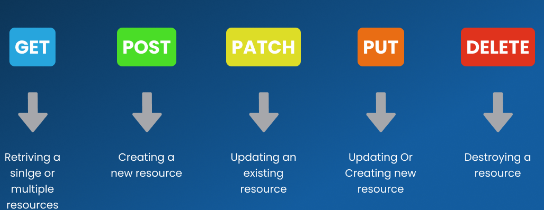 GET
POST
PATCH
PUT
DELETE
Retriving a
sinlge or
multiple
resources
Creating a
new resource
Updating an
existing
resource
Updating Or
Creating new
resource
Destroying a
resource